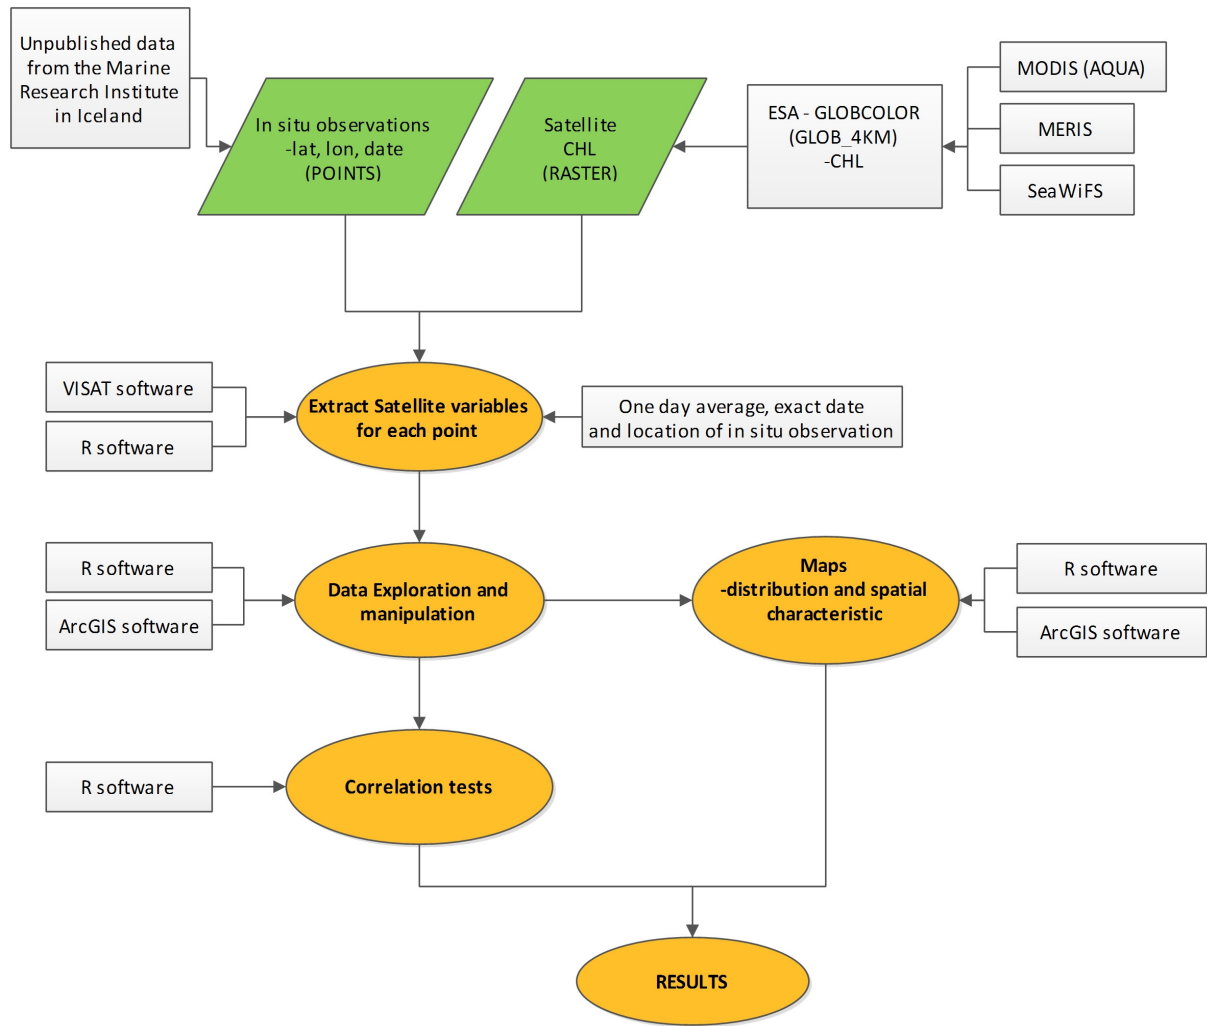 Unpublished data
from the Marine
Research Institute
in Iceland
In situ observations
-lat, lon, date
(POINTS)
Satellite
CHL
(RASTER)
ESA - GLOBCOLOR
(GLOB_4KM)
-CHL
MODIS (AQUA)
MERIS
SeaWiFS
VISAT software
R software
Extract Satellite variables
for each point
One day average, exact date
and location of in situ observation
R software
ArcGIS software
Data Exploration and
manipulation
Maps
-distribution and spatial
characteristic
R software
ArcGIS software
R software
Correlation tests
RESULTS